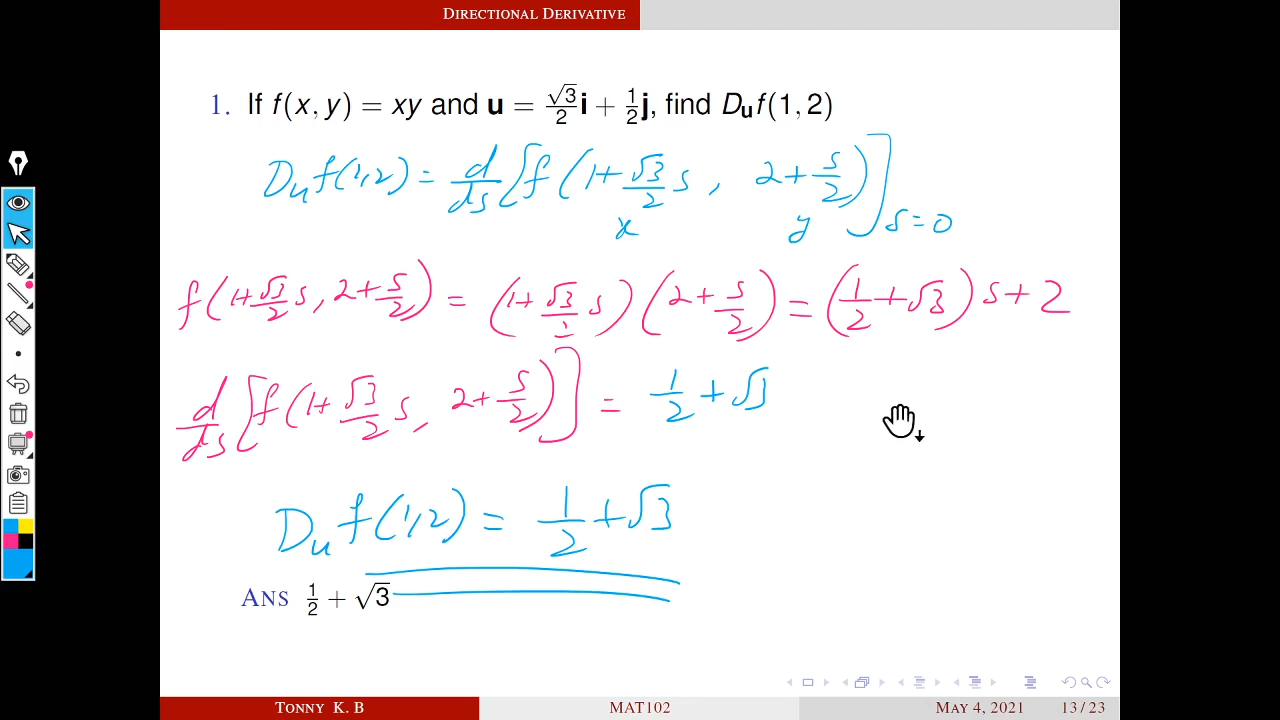 DIRECTIONAL DERIVATIVE
1. If f(x, y) = xy and u = √3/2 i + 1/2 j, find D_u f(1, 2)
D_u f(1,2) = d/ds [f(1+√3/2 s, 2+s/2)]_{s=0}
x y
f(1+√3/2 s, 2+s/2) = (1+√3/2 s)(2+s/2) = (1/2+√3)s+2
d/ds [f(1+√3/2 s, 2+s/2)] = 1/2+√3
D_u f(1,2) = 1/2+√3
ANS 1/2 + √3
TONNY K. B MAT102 MAY 4, 2021 13 / 23